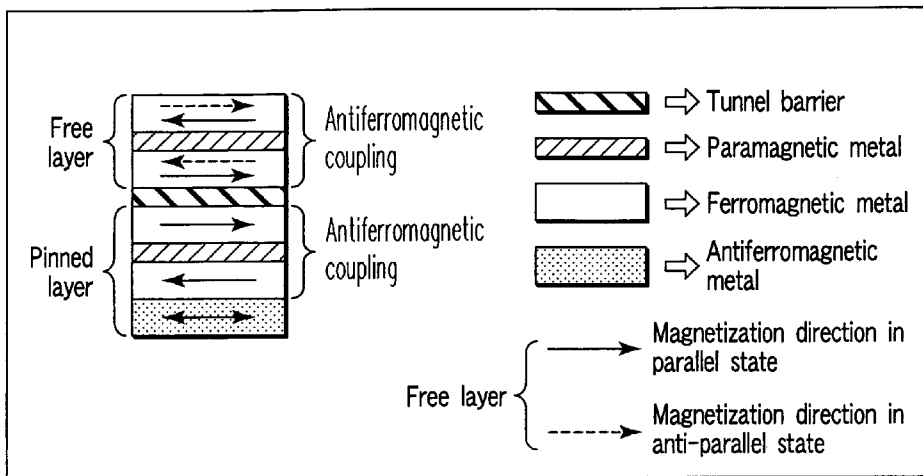 Free
layer
Antiferromagnetic
coupling
Pinned
layer
Antiferromagnetic
coupling
Tunnel barrier
Paramagnetic metal
Ferromagnetic metal
Antiferromagnetic
metal
Free layer
Magnetization direction in
parallel state
Magnetization direction in
anti-parallel state